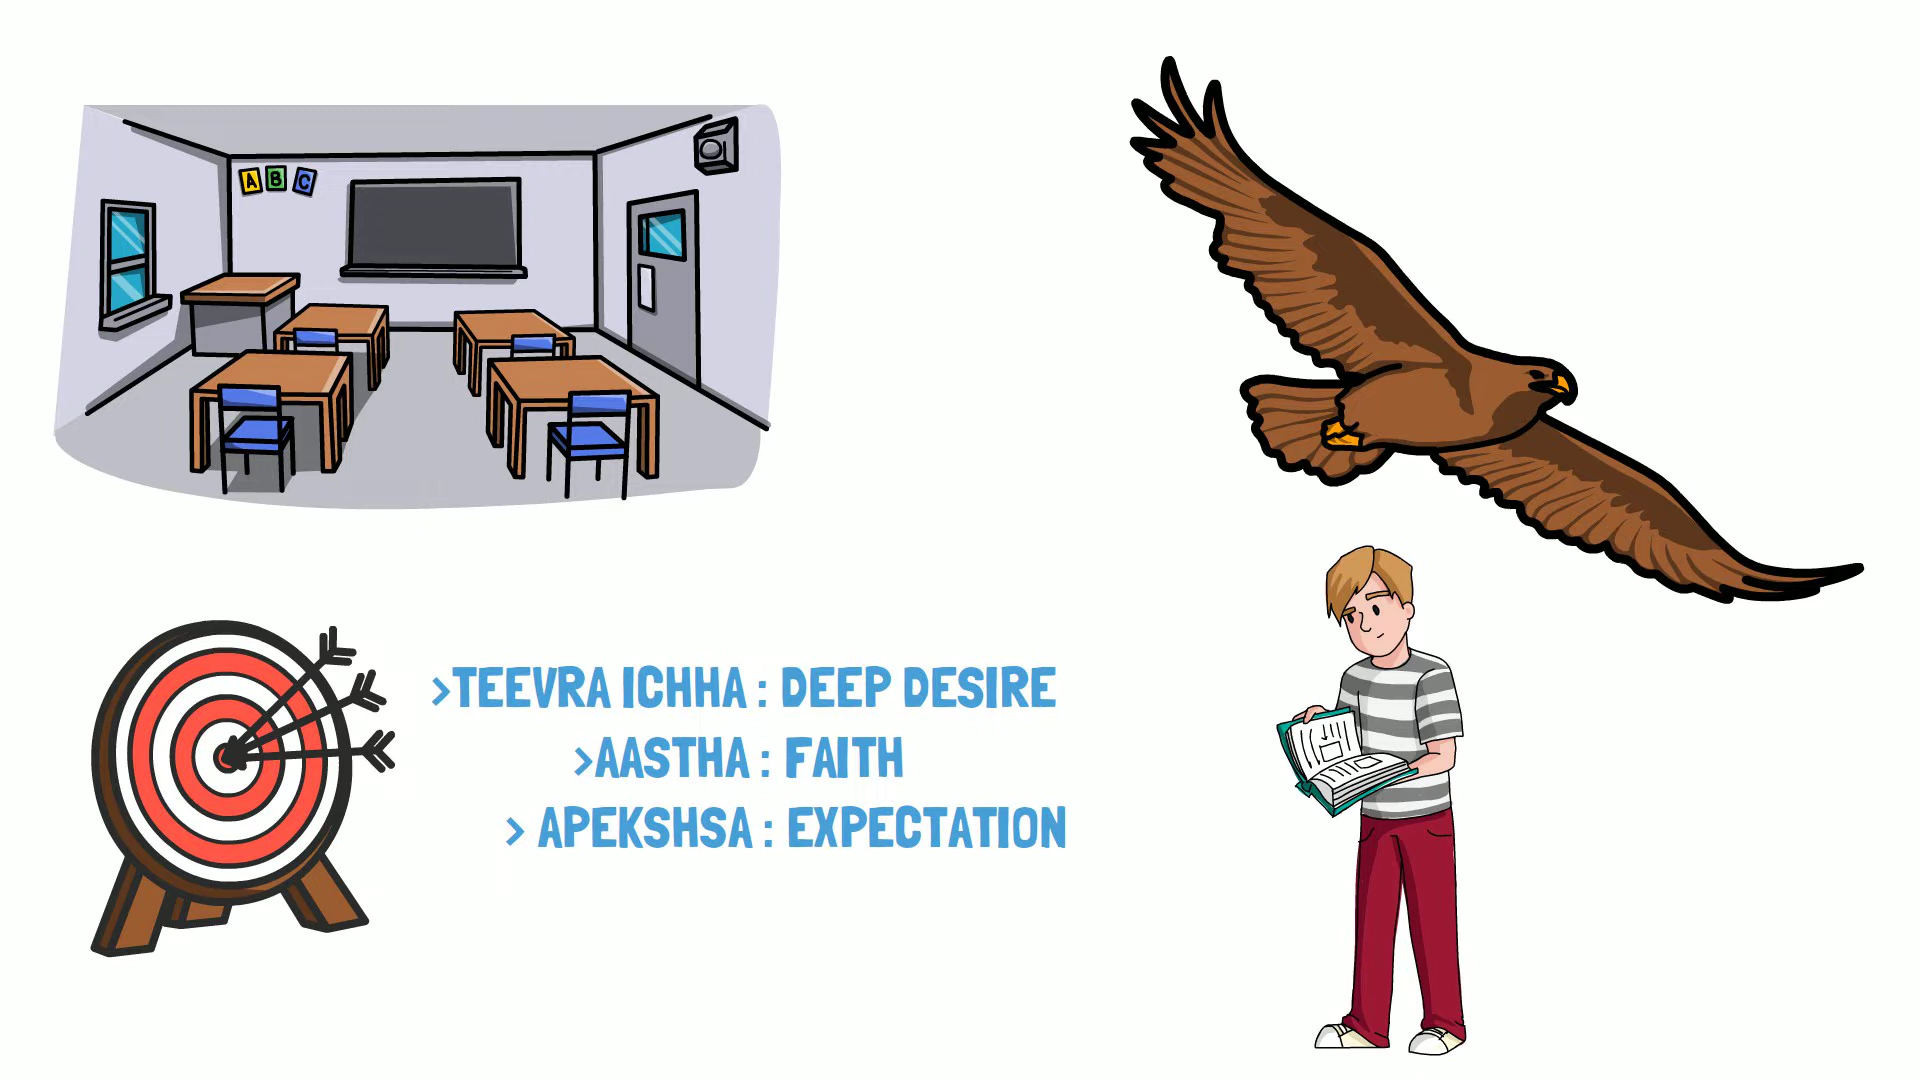 A B C
>TEEVRA ICHHA : DEEP DESIRE
>AASTHA : FAITH
> APEKSHSA : EXPECTATION